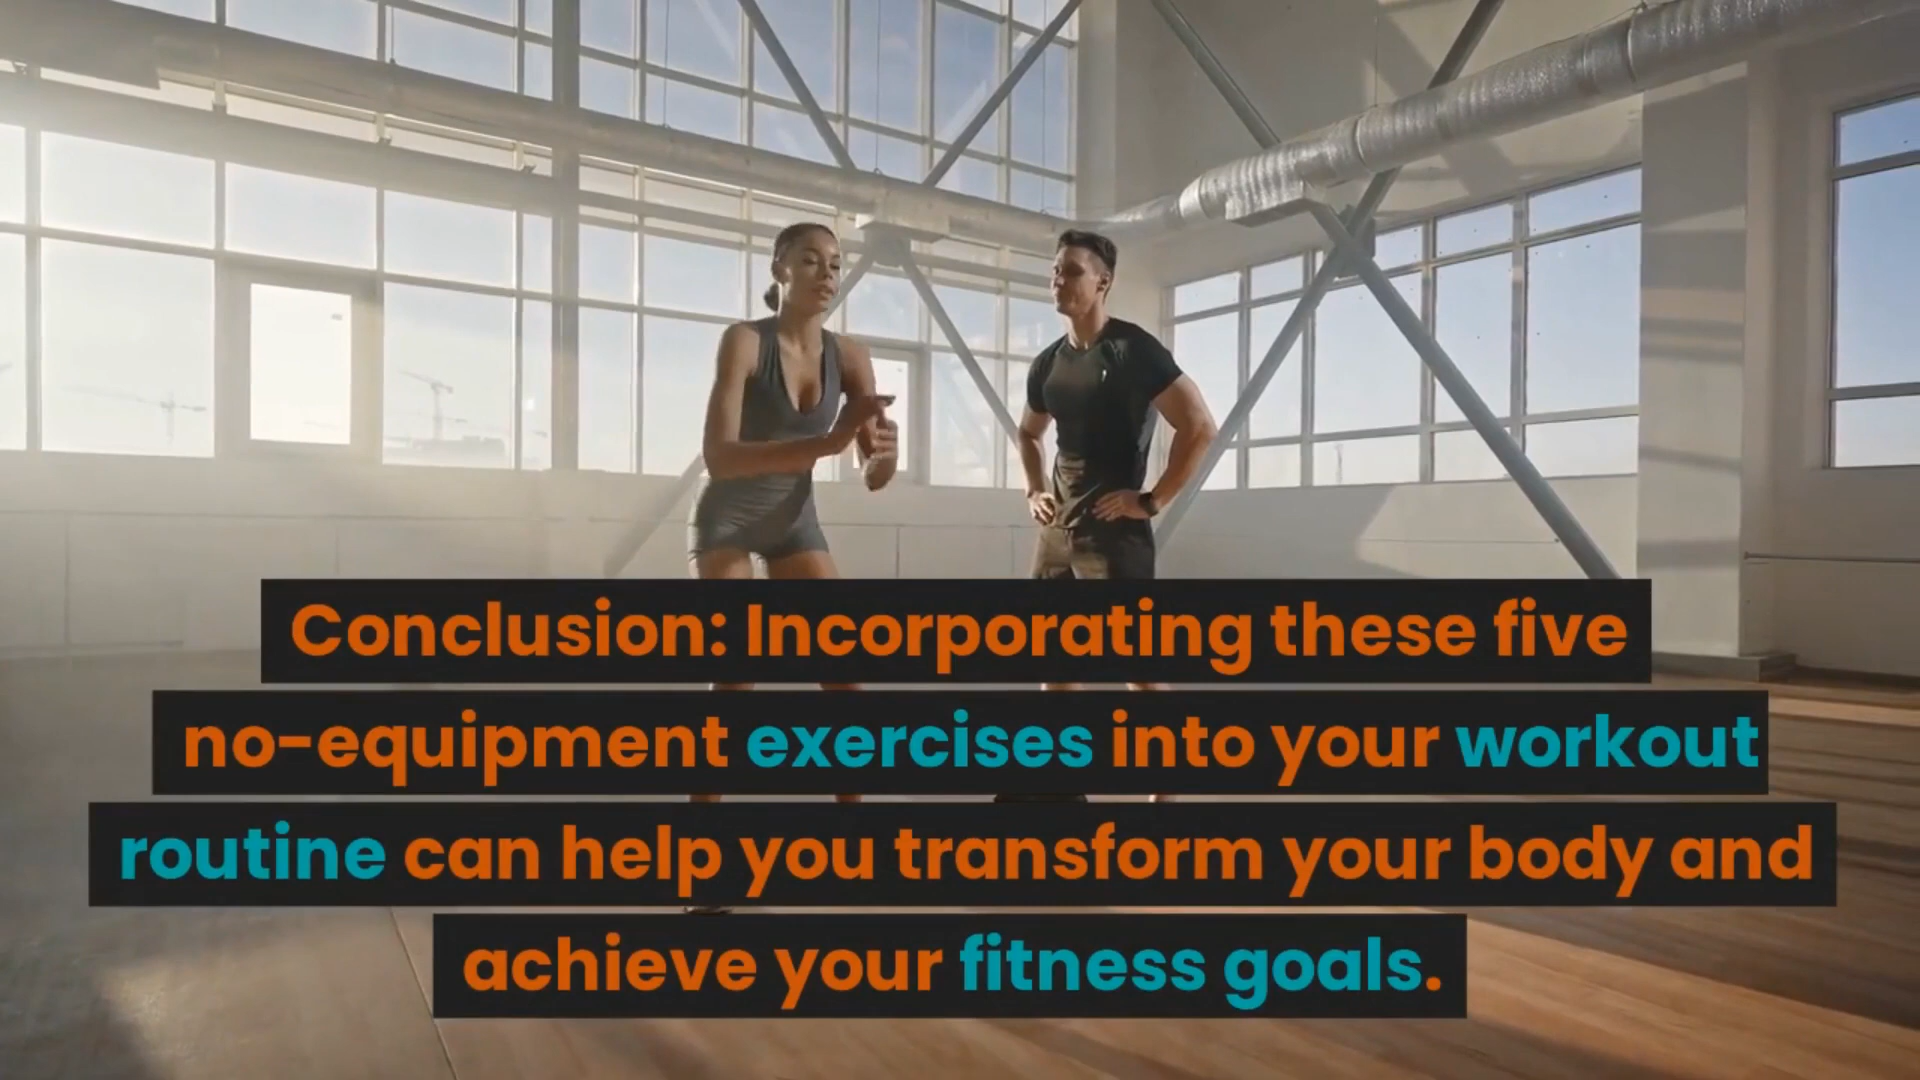 Conclusion: Incorporating these five
no-equipment exercises into your workout
routine can help you transform your body and
achieve your fitness goals.